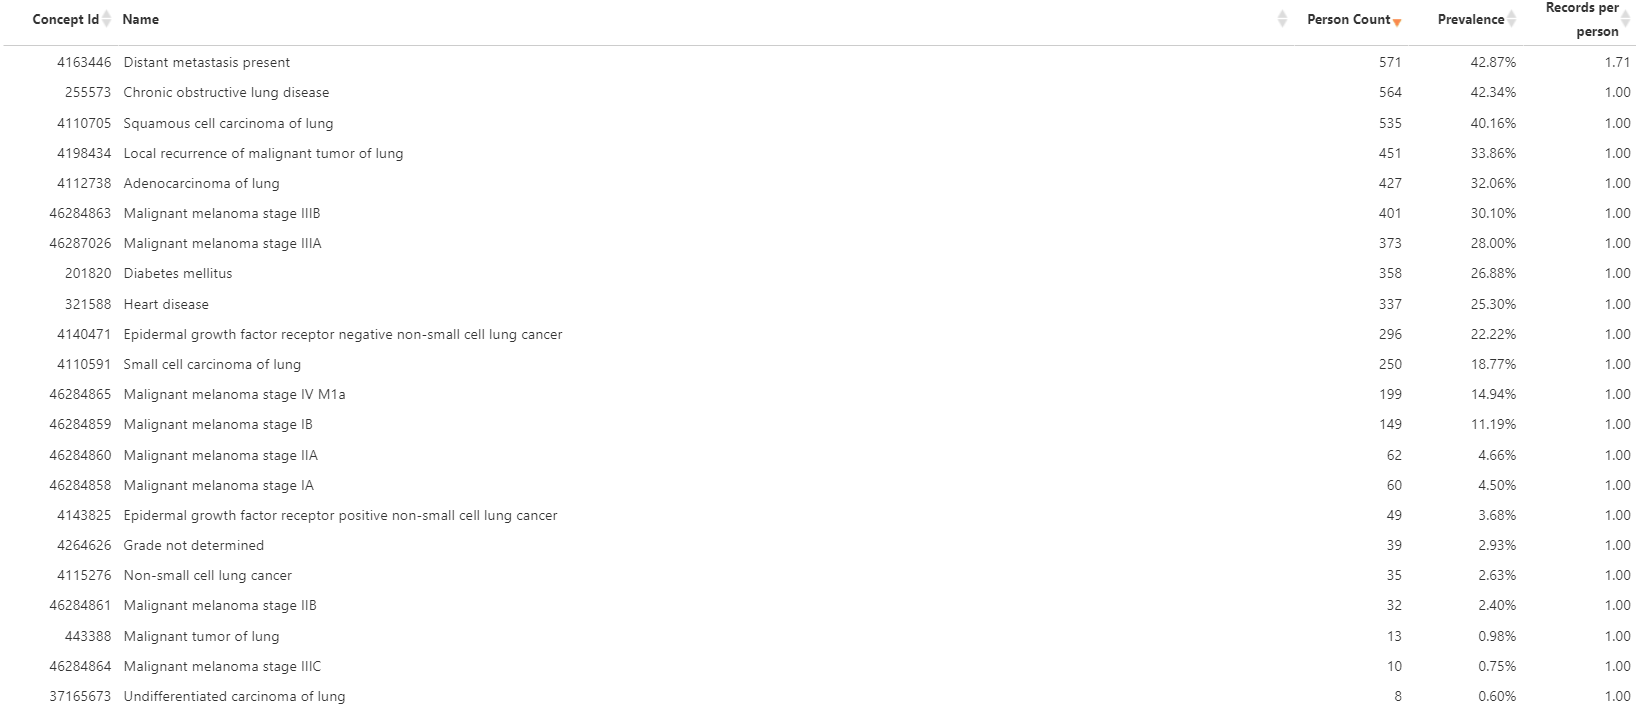 Concept Id Name Person Count Prevalence Records per person
4163446 Distant metastasis present 571 42.87% 1.71
255573 Chronic obstructive lung disease 564 42.34% 1.00
4110705 Squamous cell carcinoma of lung 535 40.16% 1.00
4198434 Local recurrence of malignant tumor of lung 451 33.86% 1.00
4112738 Adenocarcinoma of lung 427 32.06% 1.00
46284863 Malignant melanoma stage IIIB 401 30.10% 1.00
46287026 Malignant melanoma stage IIIA 373 28.00% 1.00
201820 Diabetes mellitus 358 26.88% 1.00
321588 Heart disease 337 25.30% 1.00
4140471 Epidermal growth factor receptor negative non-small cell lung cancer 296 22.22% 1.00
4110591 Small cell carcinoma of lung 250 18.77% 1.00
46284865 Malignant melanoma stage IV M1a 199 14.94% 1.00
46284859 Malignant melanoma stage IB 149 11.19% 1.00
46284860 Malignant melanoma stage IIA 62 4.66% 1.00
46284858 Malignant melanoma stage IA 60 4.50% 1.00
4143825 Epidermal growth factor receptor positive non-small cell lung cancer 49 3.68% 1.00
4264626 Grade not determined 39 2.93% 1.00
4115276 Non-small cell lung cancer 35 2.63% 1.00
46284861 Malignant melanoma stage IIB 32 2.40% 1.00
443388 Malignant tumor of lung 13 0.98% 1.00
46284864 Malignant melanoma stage IIIC 10 0.75% 1.00
37165673 Undifferentiated carcinoma of lung 8 0.60% 1.00